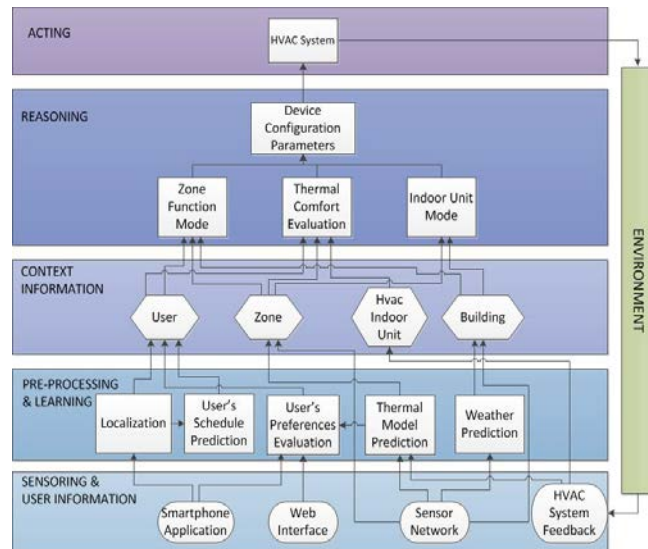 ACTING
HVAC System
REASONING
Device
Configuration
Parameters
Zone
Function
Mode
Thermal
Comfort
Evaluation
Indoor Unit
Mode
CONTEXT
INFORMATION
User
Zone
Hvac
Indoor
Unit
Building
PRE-PROCESSING
& LEARNING
Localization
User's
Schedule
Prediction
User's
Preferences
Evaluation
Thermal
Model
Prediction
Weather
Prediction
SENSORING &
USER INFORMATION
Smartphone
Application
Web
Interface
Sensor
Network
HVAC
System
Feedback
ENVIRONMENT